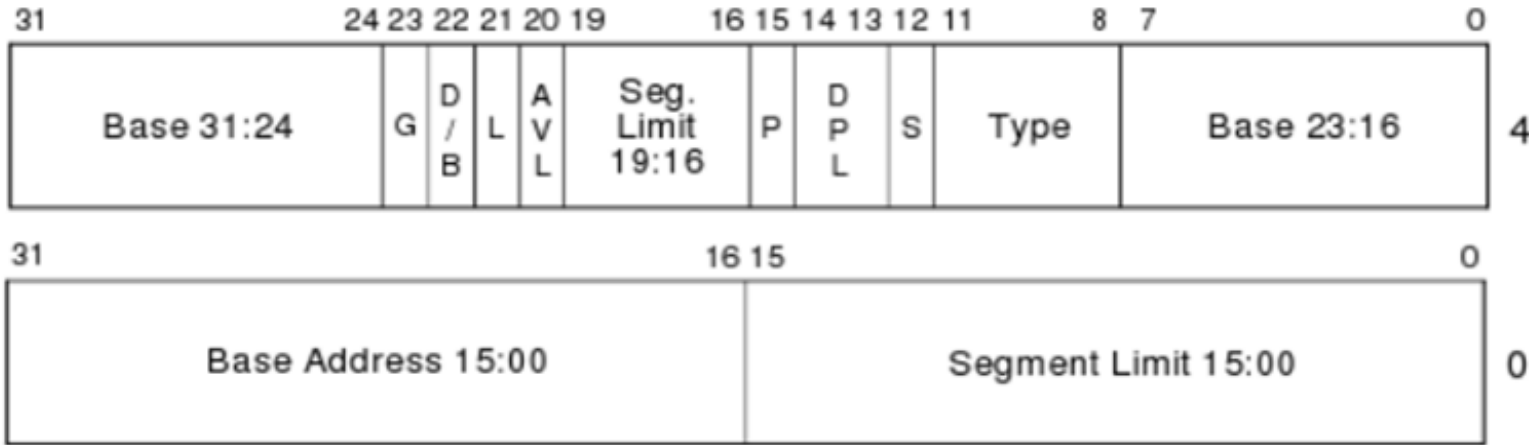 31 24 23 22 21 20 19 16 15 14 13 12 11 8 7 0
Base 31:24 G D/B L AVL Seg. Limit 19:16 P DPL S Type Base 23:16 4
31 16 15 0
Base Address 15:00 Segment Limit 15:00 0